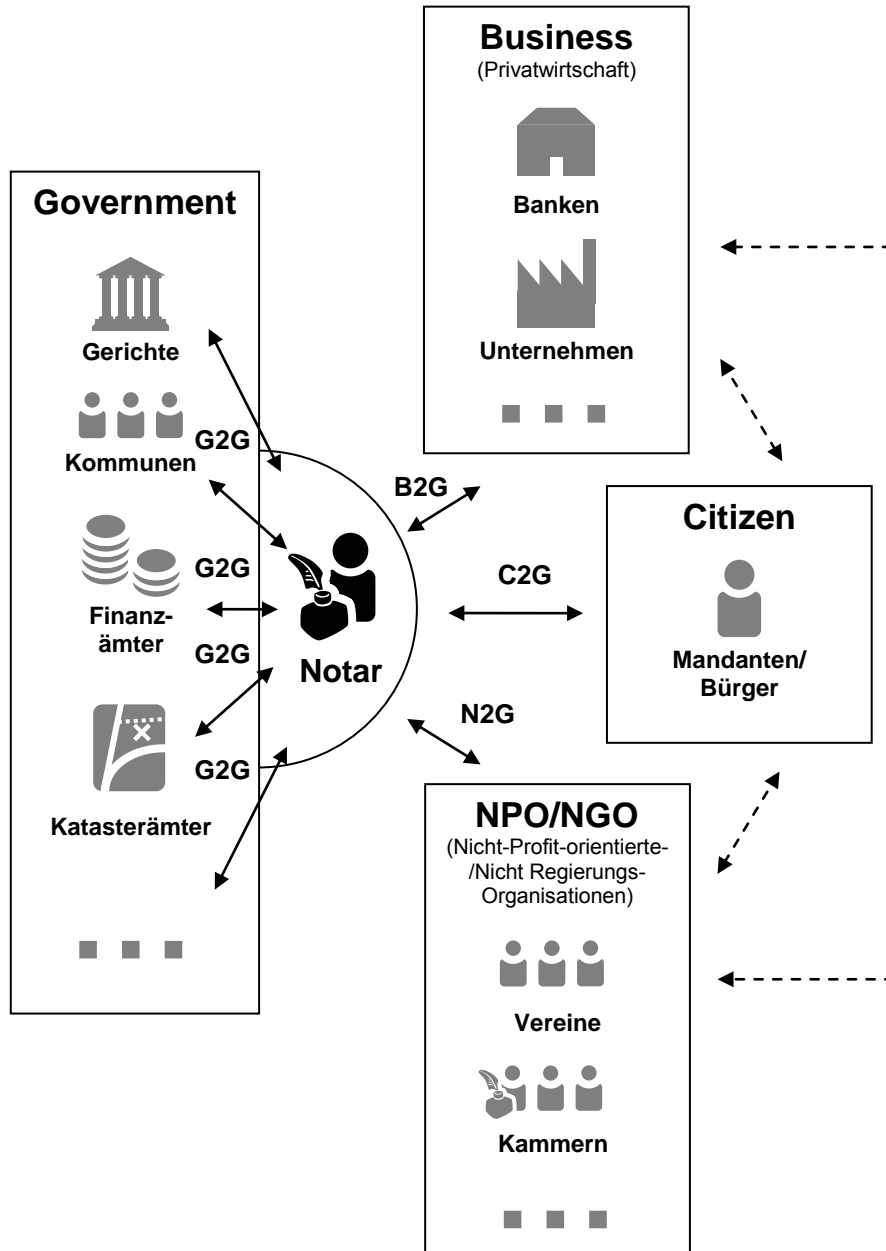 Business
(Privatwirtschaft)
Banken
Unternehmen
Government
Gerichte
Kommunen
Finanz-
ämter
Katasterämter
G2G
G2G
G2G
G2G
Notar
B2G
C2G
N2G
Citizen
Mandanten/
Bürger
NPO/NGO
(Nicht-Profit-orientierte-
/Nicht Regierungs-
Organisationen)
Vereine
Kammern